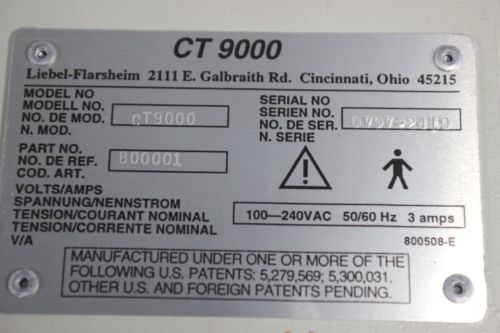 CT 9000
Liebel-Flarsheim 2111 E. Galbraith Rd. Cincinnati, Ohio 45215
MODEL NO
MODELL NO.
NO. DE MOD.
N. MOD.
CT9000
SERIAL NO
SERIEN NO.
NO. DE SER.
N. SERIE
PART NO.
NO. DE REF.
COD. ART.
800001
VOLTS/AMPS
SPANNUNG/NENNSTROM
TENSION/COURANT NOMINAL
TENSION/CORRENTE NOMINAL
V/A
100—240VAC 50/60 Hz 3 amps
800508-E
MANUFACTURED UNDER ONE OR MORE OF THE
FOLLOWING U.S. PATENTS: 5,279,569; 5,300,031.
OTHER U.S. AND FOREIGN PATENTS PENDING.